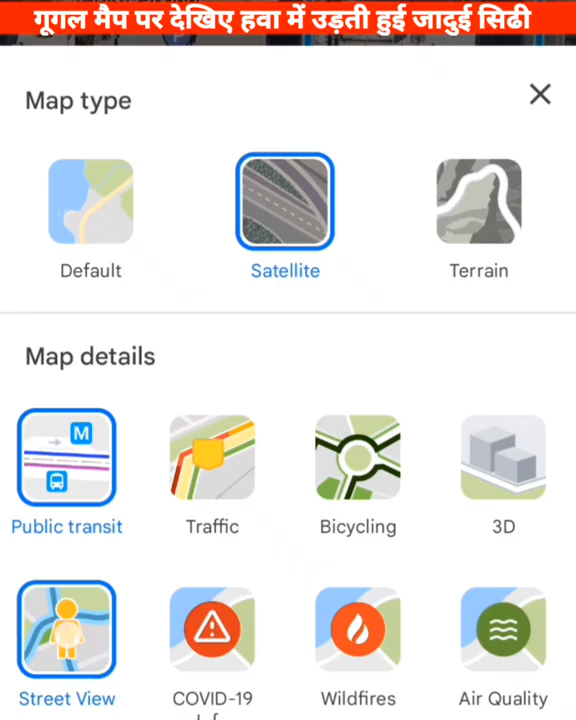 गूगल मैप पर देखिए हवा में उड़ती हुई जादुई सिढी
Map type
Default Satellite Terrain
Map details
M
Public transit Traffic Bicycling 3D
Street View COVID-19 Wildfires Air Quality